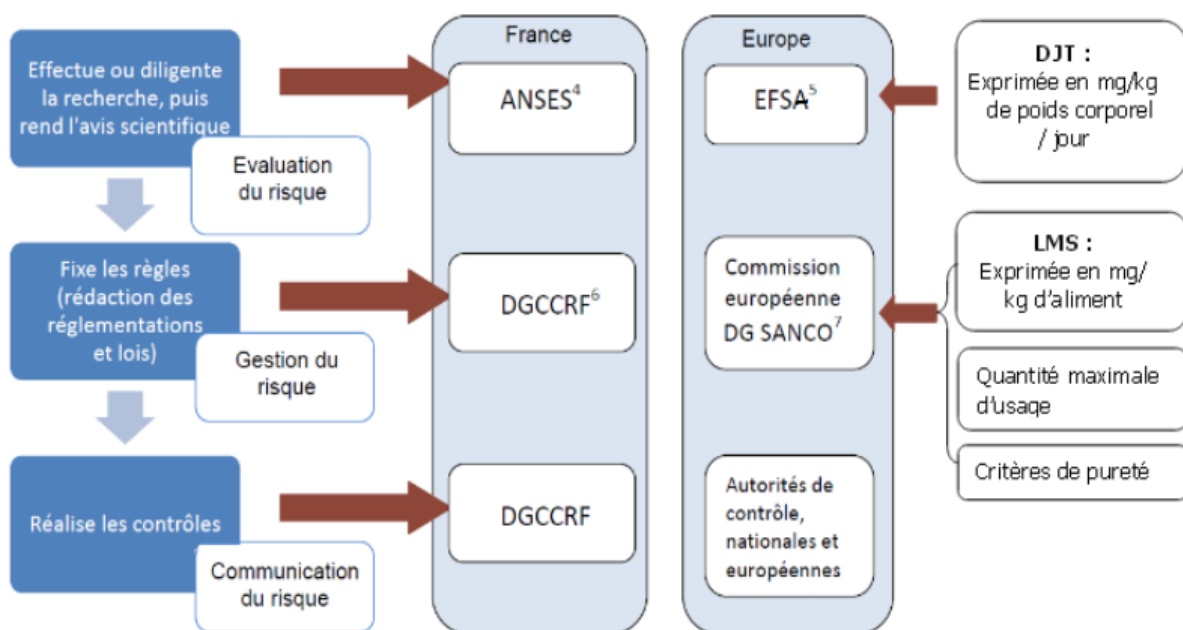 Effectue ou diligente
la recherche, puis
rend l'avis scientifique
Evaluation
du risque
France
ANSES⁴
Europe
EFSA⁵
DJT :
Exprimée en mg/kg
de poids corporel
/ jour
Fixe les règles
(rédaction des
réglementations
et lois)
Gestion du
risque
DGCCRF⁶
Commission
européenne
DG SANCO⁷
LMS :
Exprimée en mg/
kg d'aliment
Quantité maximale
d'usage
Critères de pureté
Réalise les contrôles
Communication
du risque
DGCCRF
Autorités de
contrôle,
nationales et
européennes